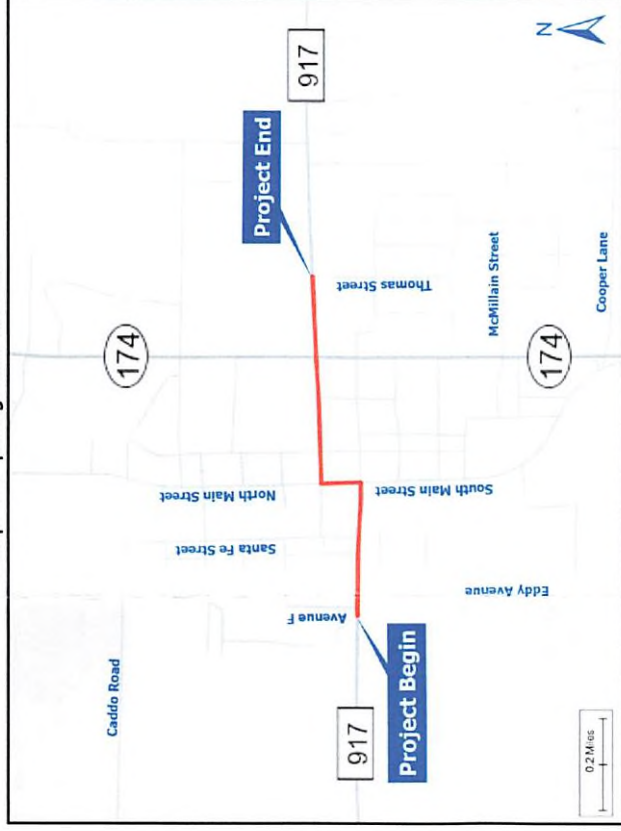 917
Project End
174
Thomas Street
McMillain Street
Cooper Lane
174
North Main Street
South Main Street
Santa Fe Street
Eddy Avenue
Avenue F
Caddo Road
917
Project Begin
0.2 Miles
N